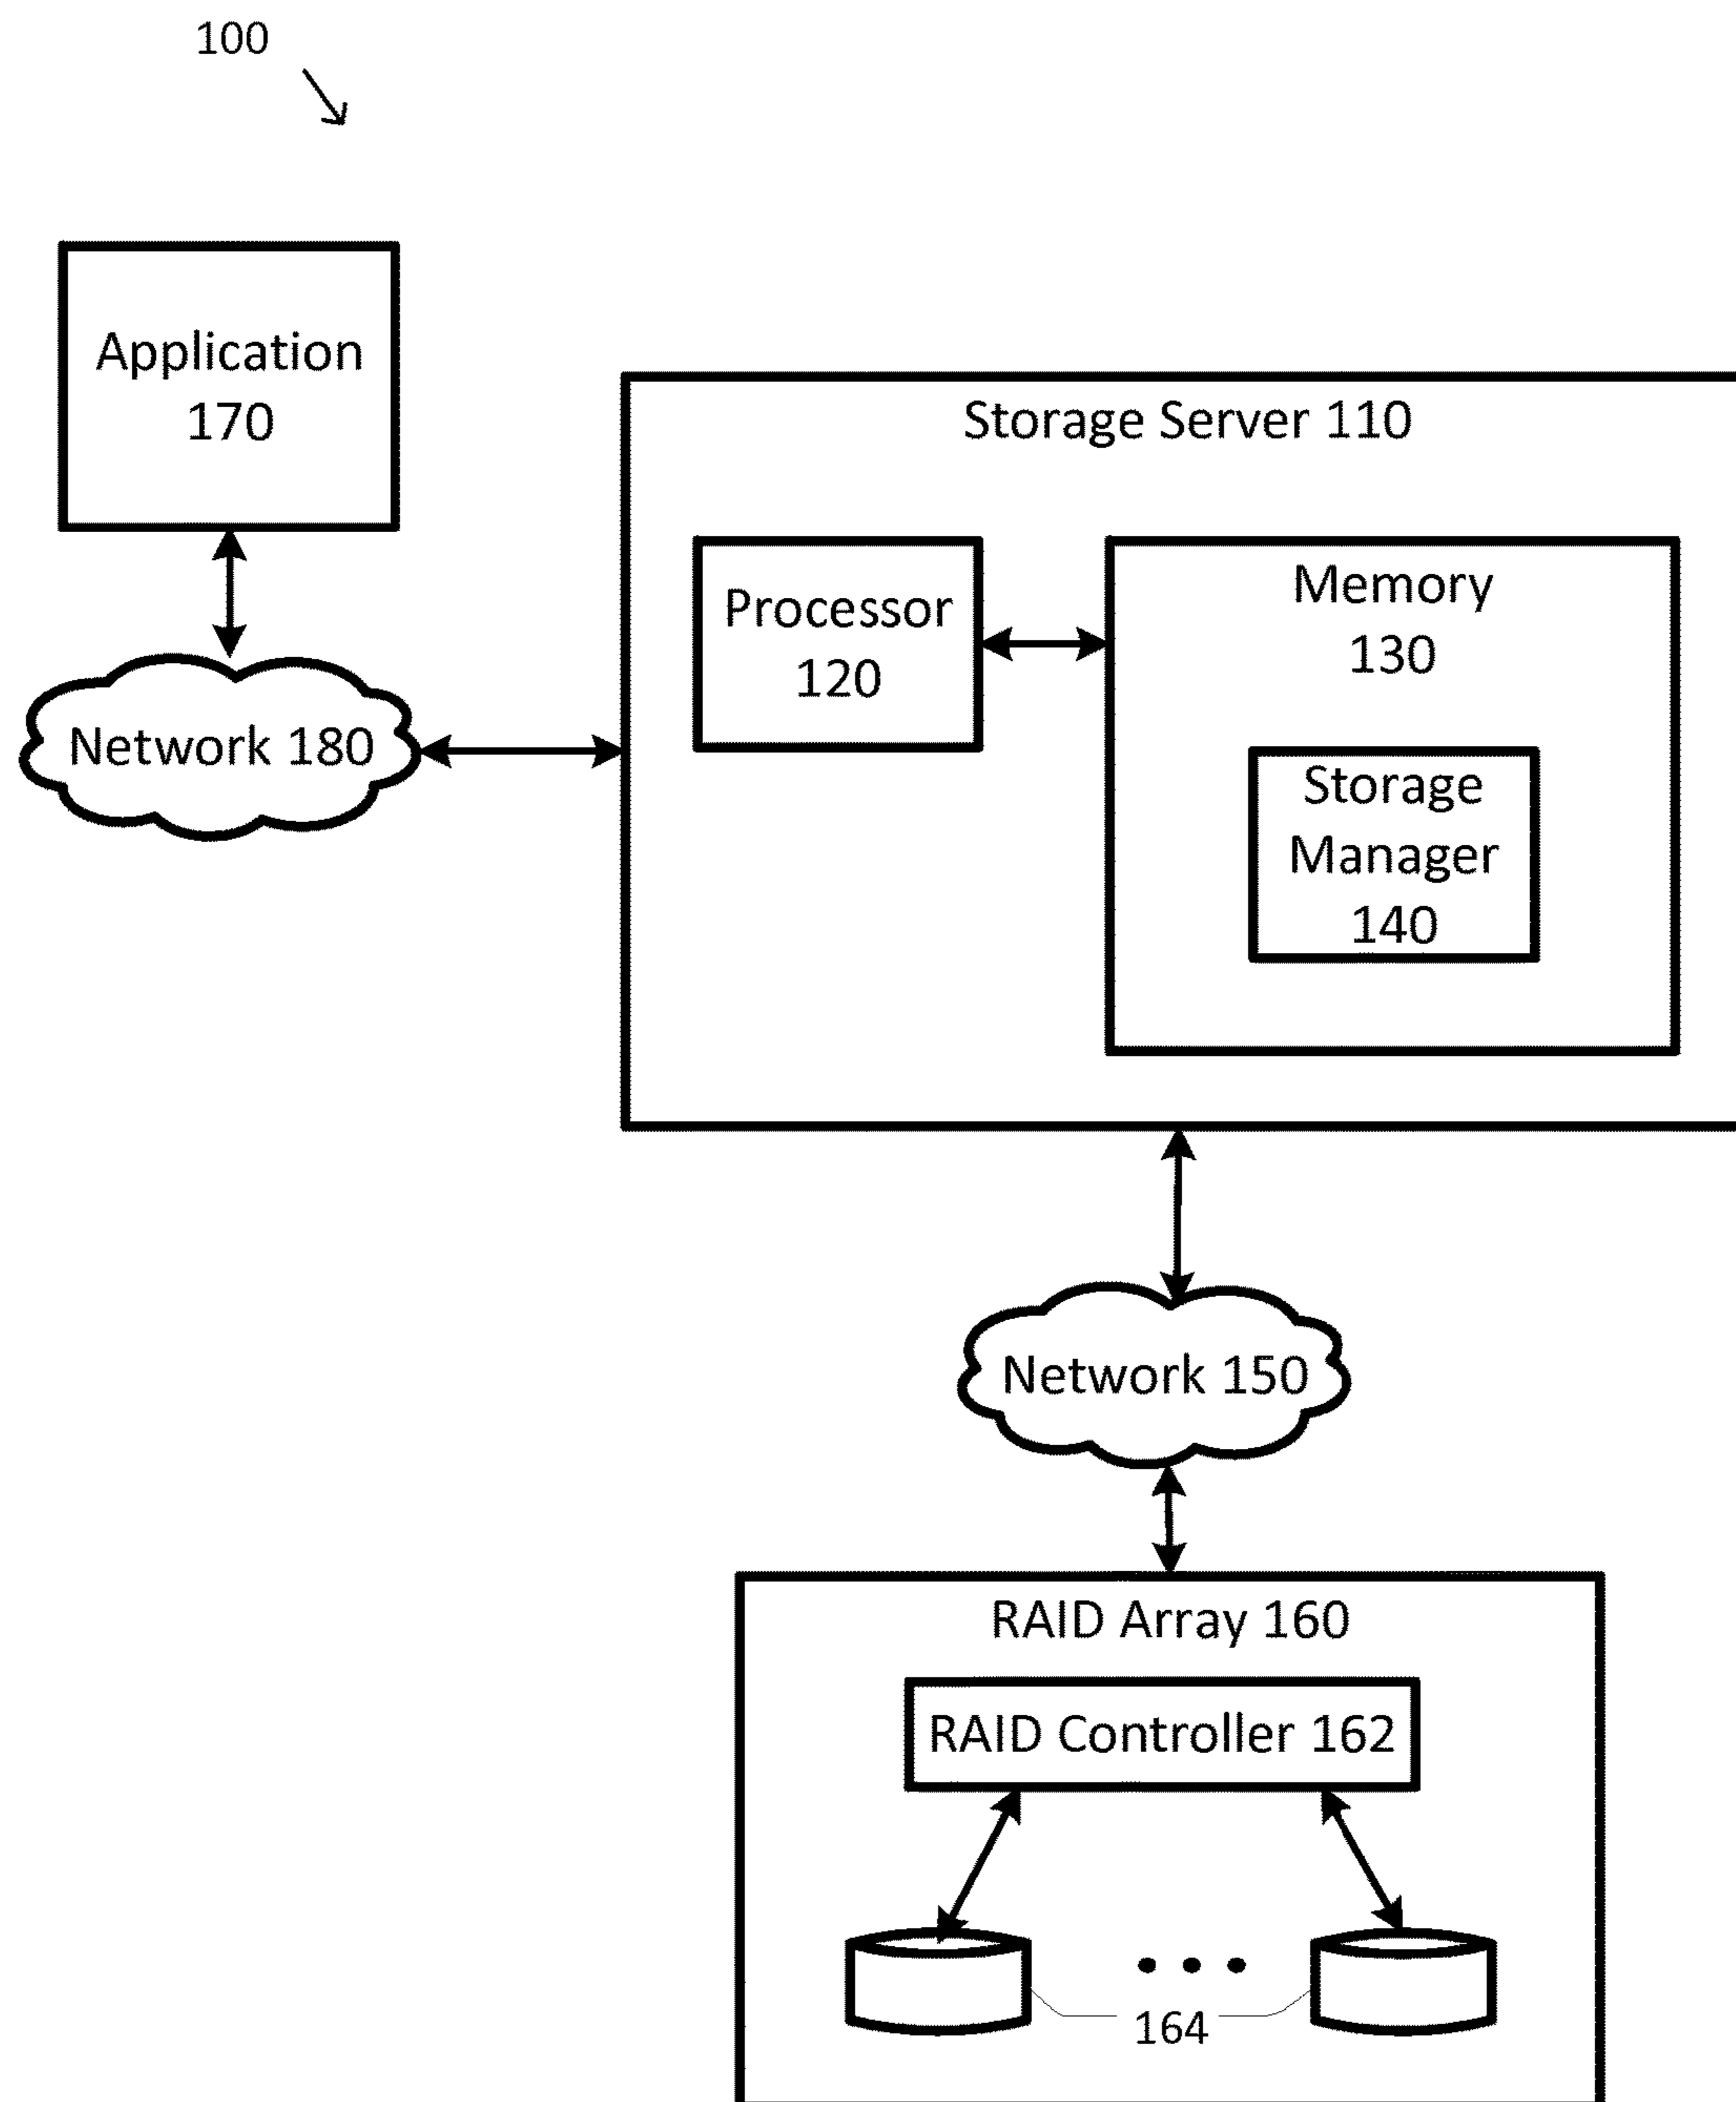 100
Application
170
Storage Server 110
Processor
120
Memory
130
Network 180
Storage
Manager
140
Network 150
RAID Array 160
RAID Controller 162
164